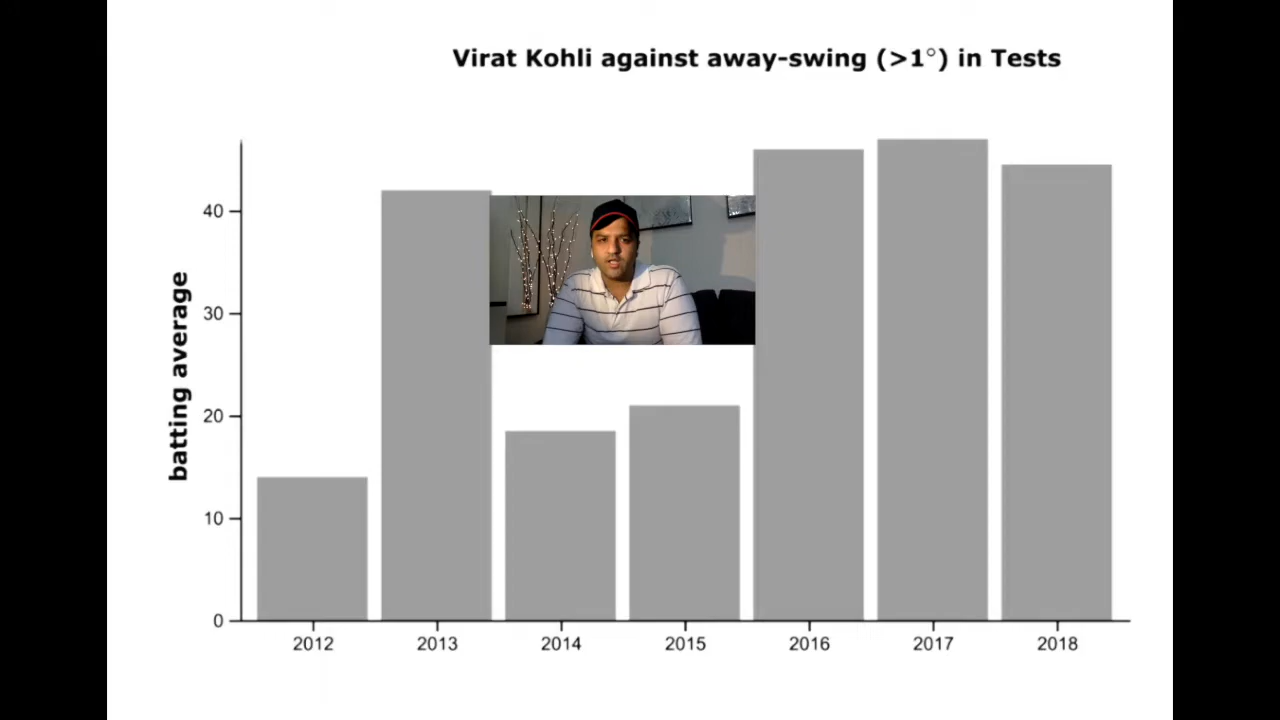 Virat Kohli against away-swing (>1°) in Tests
batting average
40
30
20
10
0
2012 2013 2014 2015 2016 2017 2018